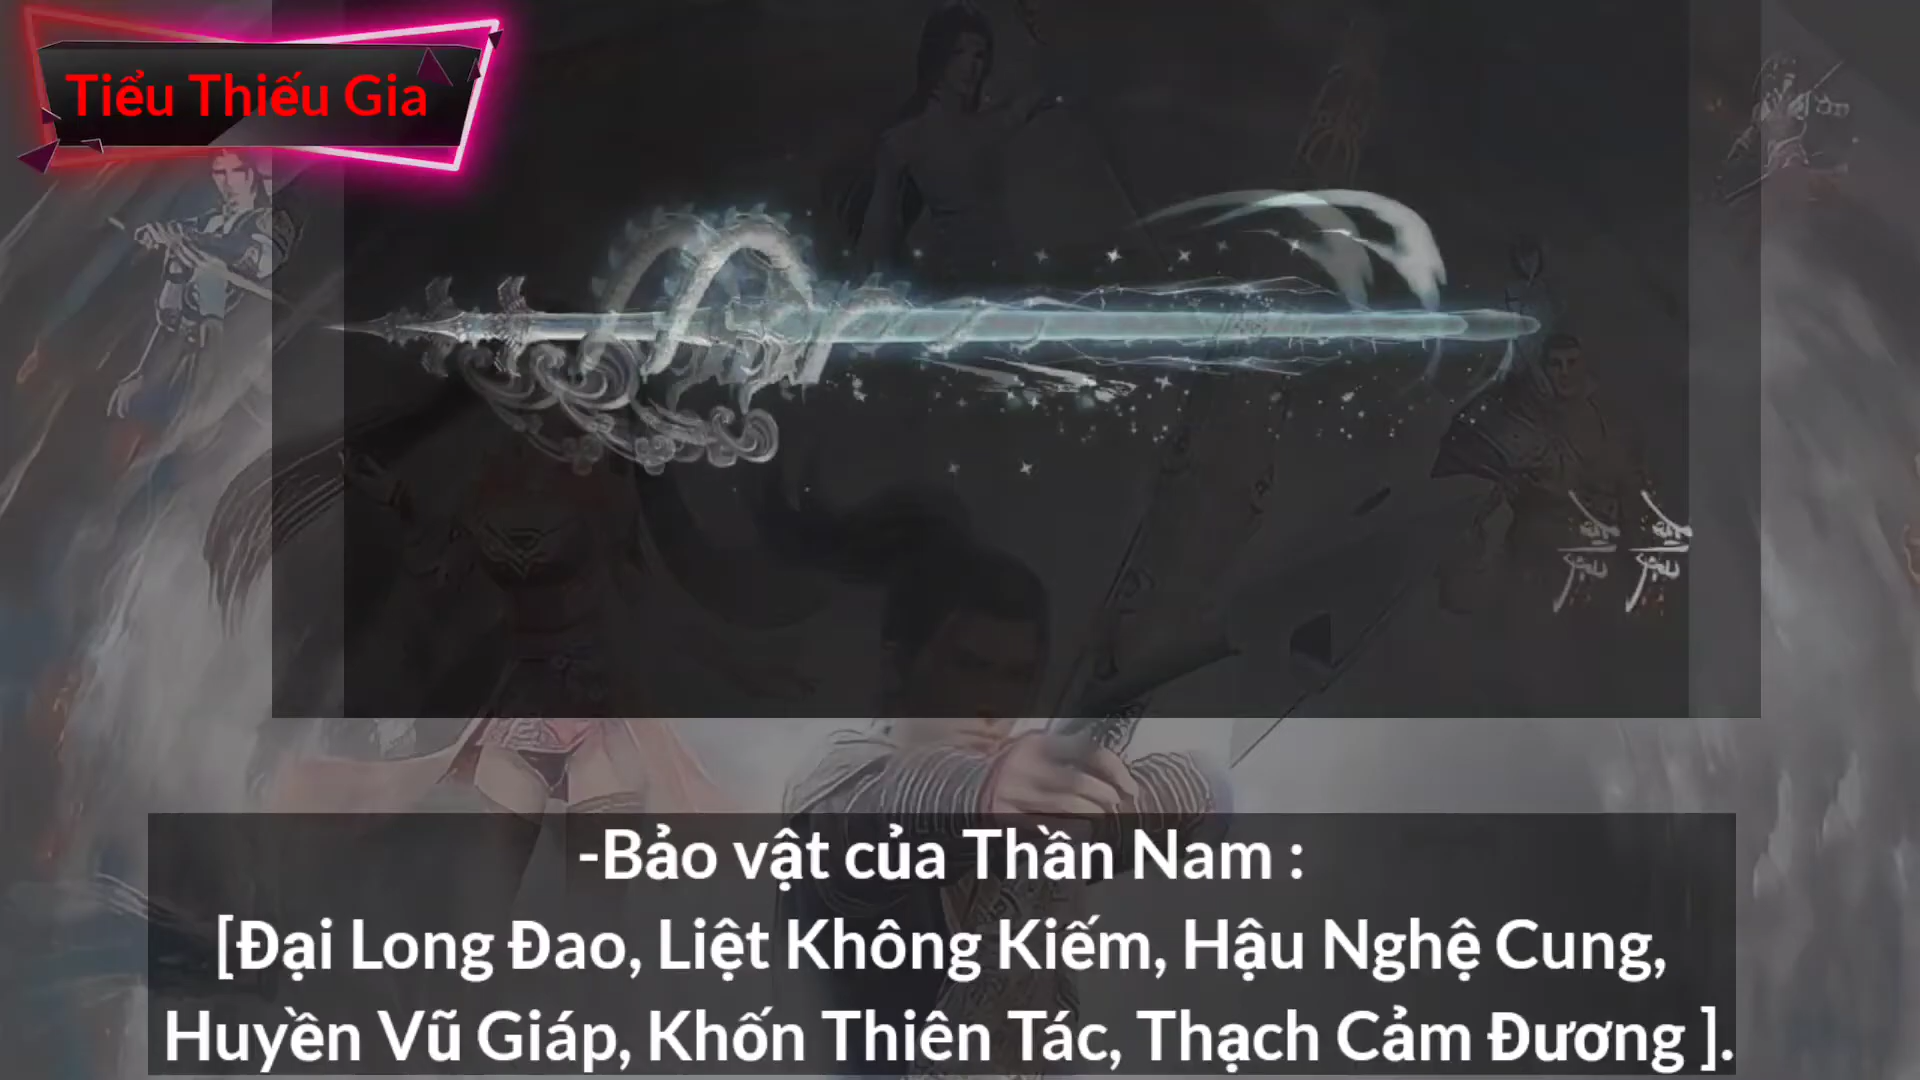 Tiểu Thiếu Gia
-Bảo vật của Thần Nam :
[Đại Long Đao, Liệt Không Kiếm, Hậu Nghệ Cung,
Huyền Vũ Giáp, Khốn Thiên Tác, Thạch Cảm Đương ].